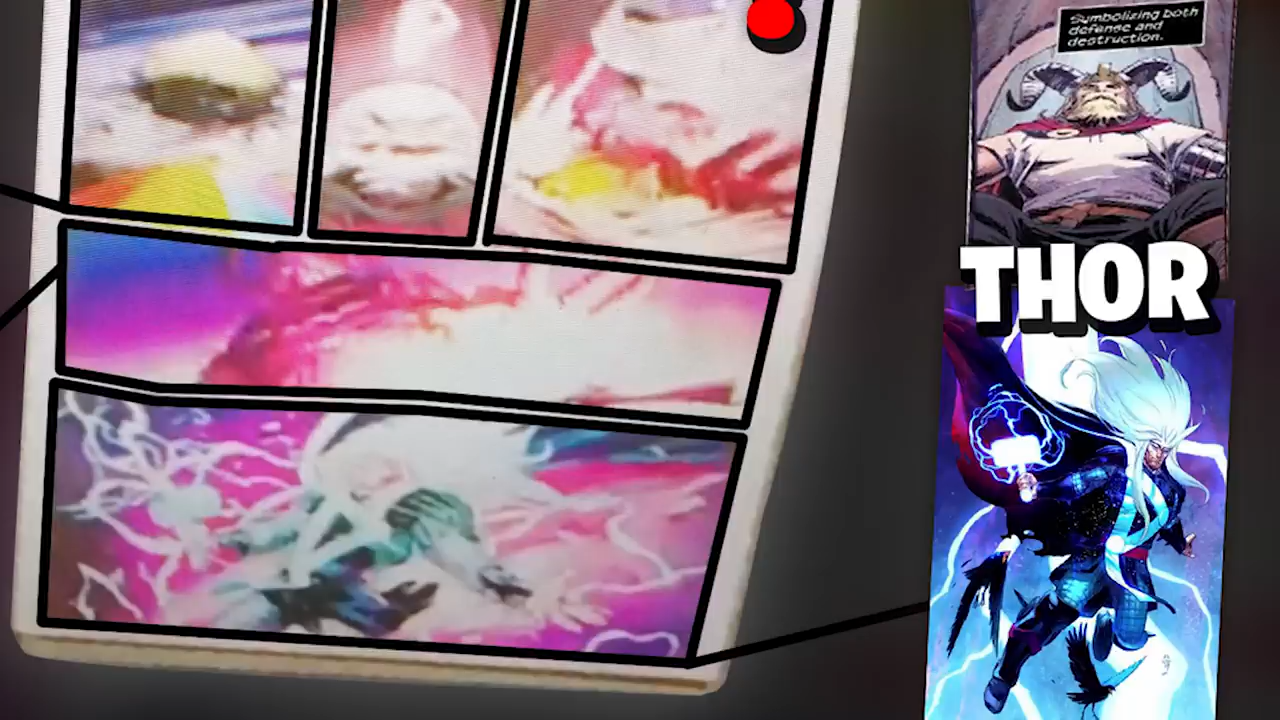 Symbolizing both
defense and
destruction.
THOR